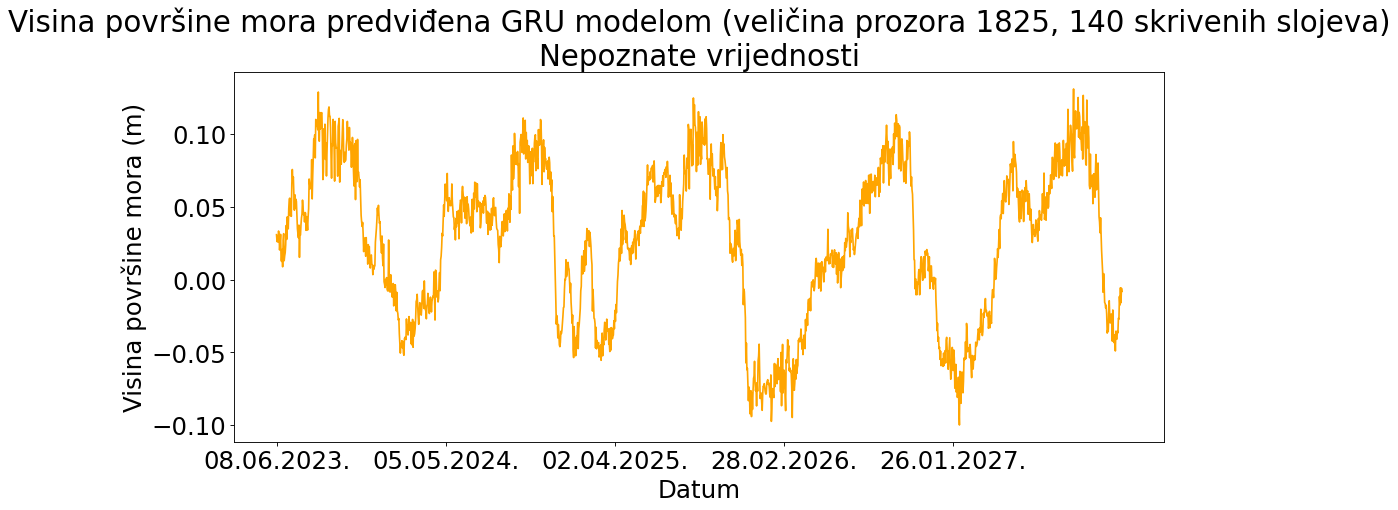 Visina površine mora predviđena GRU modelom (veličina prozora 1825, 140 skrivenih slojeva)
Nepoznate vrijednosti
Visina površine mora (m)
0.10
0.05
0.00
−0.05
−0.10
08.06.2023. 05.05.2024. 02.04.2025. 28.02.2026. 26.01.2027.
Datum